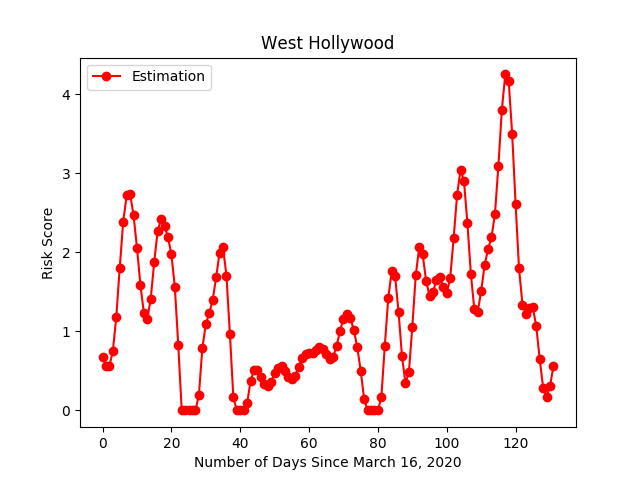 West Hollywood
Estimation
Risk Score
4
3
2
1
0
0 20 40 60 80 100 120
Number of Days Since March 16, 2020